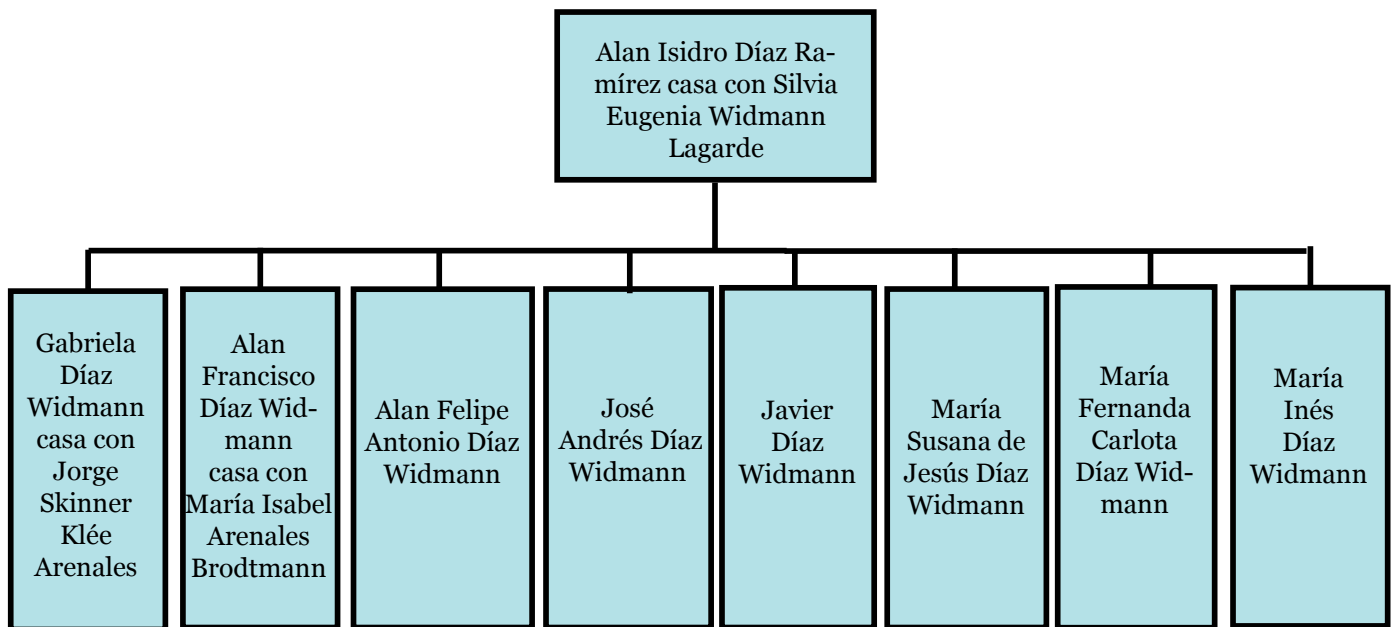 Alan Isidro Díaz Ra-
mírez casa con Silvia
Eugenia Widmann
Lagarde
Gabriela
Díaz
Widmann
casa con
Jorge
Skinner
Klée
Arenales
Alan
Francisco
Díaz Wid-
mann
casa con
María Isabel
Arenales
Brodtmann
Alan Felipe
Antonio Díaz
Widmann
José
Andrés Díaz
Widmann
Javier
Díaz
Widmann
María
Susana de
Jesús Díaz
Widmann
María
Fernanda
Carlota
Díaz Wid-
mann
María
Inés
Díaz
Widmann